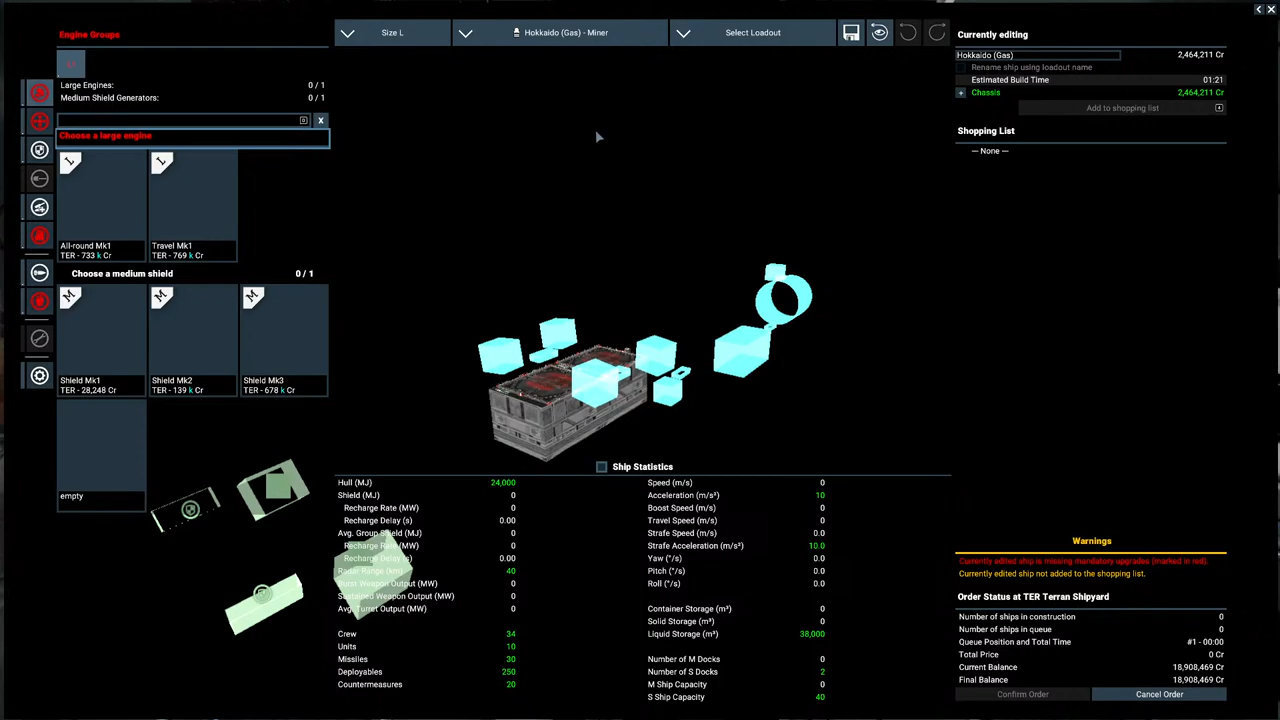 Engine Groups
Size L
Hokkaido (Gas) - Miner
Select Loadout
Currently editing
Hokkaido (Gas)
2,464,211 Cr
Rename ship using loadout name
Estimated Build Time
01:21
+ Chassis
2,464,211 Cr
Add to shopping list
Shopping List
— None —
Large Engines:
0 / 1
Medium Shield Generators:
0 / 1
X
Choose a large engine
L
L
All-round Mk1
TER - 733 k Cr
Travel Mk1
TER - 769 k Cr
Choose a medium shield
0 / 1
M
M
M
Shield Mk1
TER - 28,248 Cr
Shield Mk2
TER - 139 k Cr
Shield Mk3
TER - 678 k Cr
empty
Ship Statistics
Hull (MJ)
24,000
Shield (MJ)
0
Recharge Rate (MW)
0
Recharge Delay (s)
0.00
Avg. Group Shield (MJ)
0
Recharge Rate (MW)
0
Recharge Delay (s)
0.00
Radar Range (km)
40
Burst Weapon Output (MW)
0
Sustained Weapon Output (MW)
0
Avg. Turret Output (MW)
0
Crew
34
Units
10
Missiles
30
Deployables
250
Countermeasures
20
Speed (m/s)
0
Acceleration (m/s²)
10
Boost Speed (m/s)
0
Travel Speed (m/s)
0
Strafe Speed (m/s)
0
Strafe Acceleration (m/s²)
10.0
Yaw (°/s)
0.0
Pitch (°/s)
0.0
Roll (°/s)
0.0
Container Storage (m³)
0
Solid Storage (m³)
0
Liquid Storage (m³)
38,000
Number of M Docks
0
Number of S Docks
2
M Ship Capacity
0
S Ship Capacity
40
Warnings
Currently edited ship is missing mandatory upgrades (marked in red).
Currently edited ship not added to the shopping list.
Order Status at TER Terran Shipyard
Number of ships in construction
0
Number of ships in queue
0
Queue Position and Total Time
#1 - 00:00
Total Price
0 Cr
Current Balance
18,908,469 Cr
Final Balance
18,908,469 Cr
Confirm Order
Cancel Order